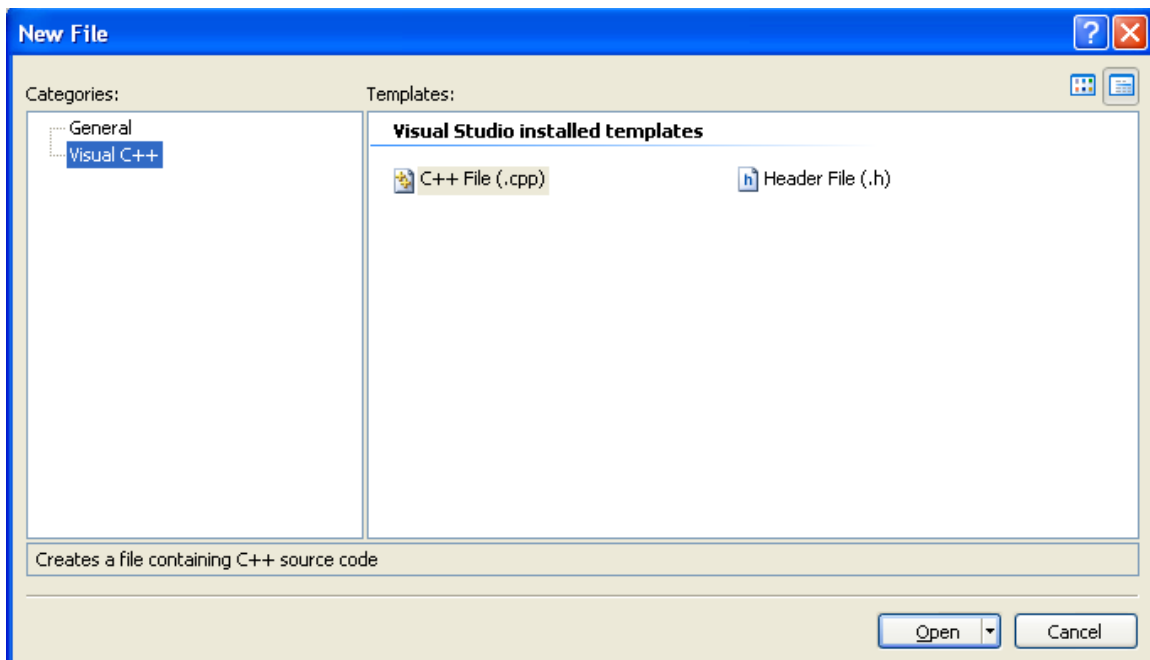 New File
Categories:
Templates:
General
Visual C++
Visual Studio installed templates
C++ File (.cpp)
h Header File (.h)
Creates a file containing C++ source code
Open
Cancel